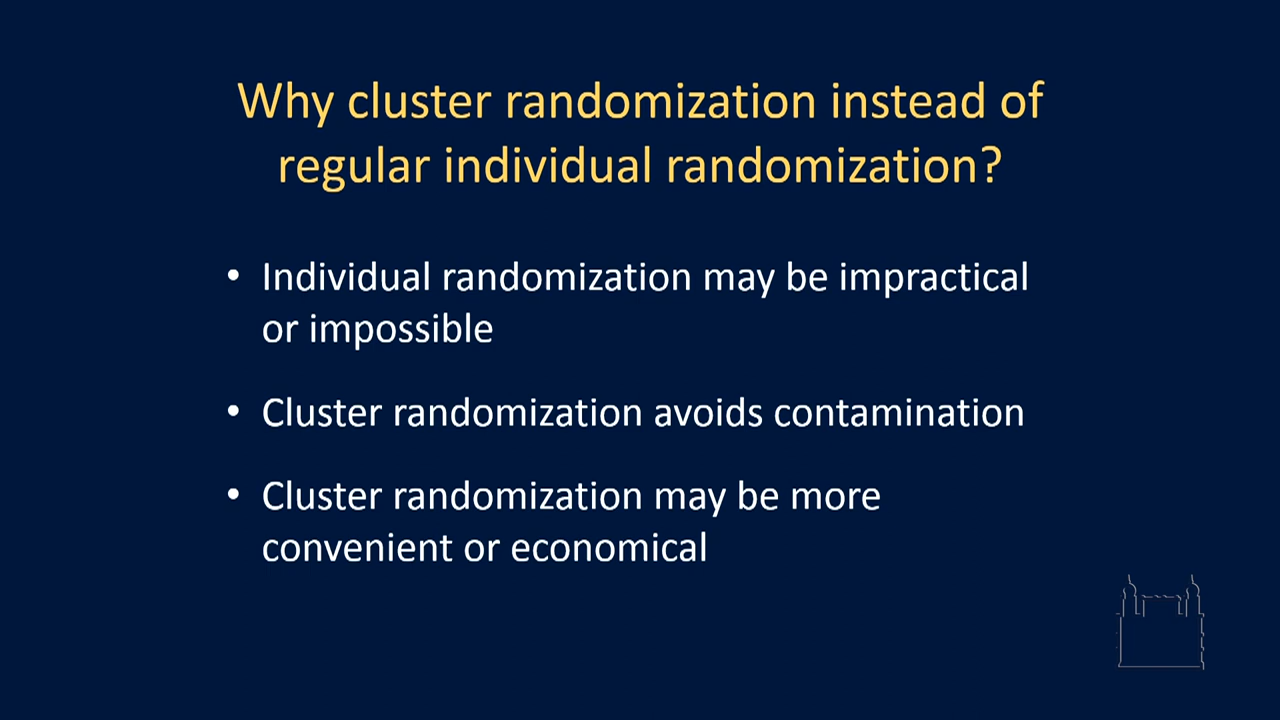 Why cluster randomization instead of
regular individual randomization?
• Individual randomization may be impractical
or impossible
• Cluster randomization avoids contamination
• Cluster randomization may be more
convenient or economical